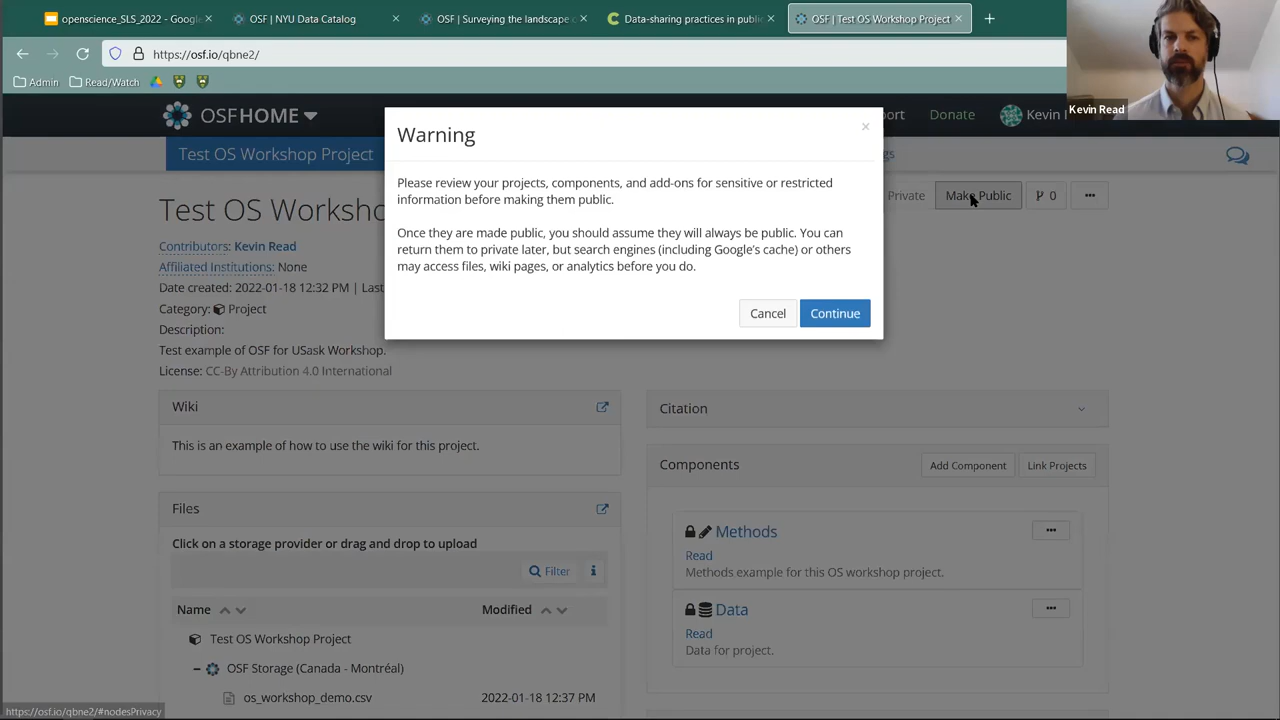 openscience_SLS_2022 - Google
OSF | NYU Data Catalog
OSF | Surveying the landscape
Data-sharing practices in publi
OSF | Test OS Workshop Project
https://osf.io/qbne2/
Admin
Read/Watch
Kevin Read
OSFHOME
port
Donate
Kevin
Test OS Workshop Project
gs
Test OS Worksho
Private
Make Public
0
Contributors: Kevin Read
Affiliated Institutions: None
Date created: 2022-01-18 12:32 PM | Last
Category: Project
Description:
Test example of OSF for USask Workshop.
License: CC-By Attribution 4.0 International
Warning
Please review your projects, components, and add-ons for sensitive or restricted
information before making them public.
Once they are made public, you should assume they will always be public. You can
return them to private later, but search engines (including Google's cache) or others
may access files, wiki pages, or analytics before you do.
Cancel
Continue
Wiki
This is an example of how to use the wiki for this project.
Files
Click on a storage provider or drag and drop to upload
Filter
Name
Modified
Test OS Workshop Project
OSF Storage (Canada - Montréal)
os_workshop_demo.csv
2022-01-18 12:37 PM
Citation
Components
Add Component
Link Projects
Methods
Read
Methods example for this OS workshop project.
Data
Read
Data for project.
https://osf.io/qbne2/#nodesPrivacy